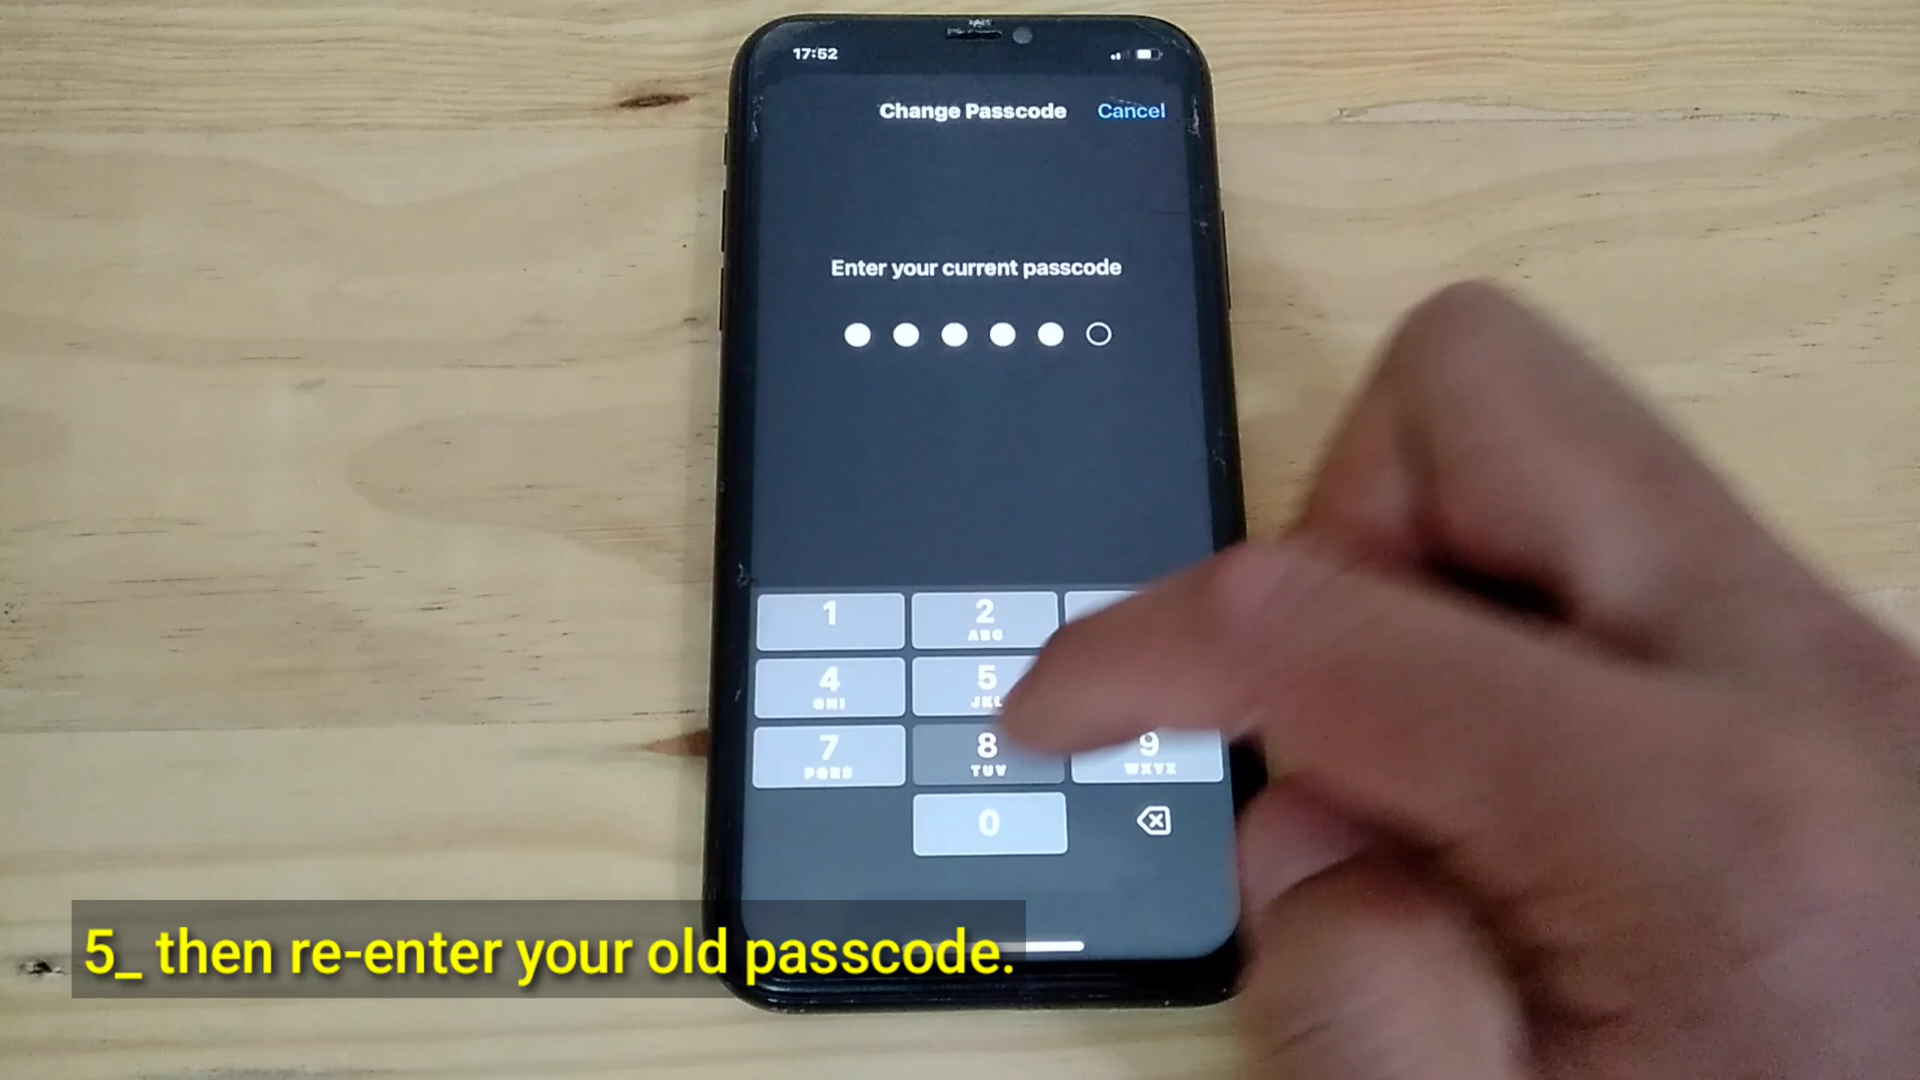 17:52
Change Passcode Cancel
Enter your current passcode
1 2 ABC
4 GHI 5 JKL
7 PQRS 8 TUV 9 WXYZ
0
5_ then re-enter your old passcode.